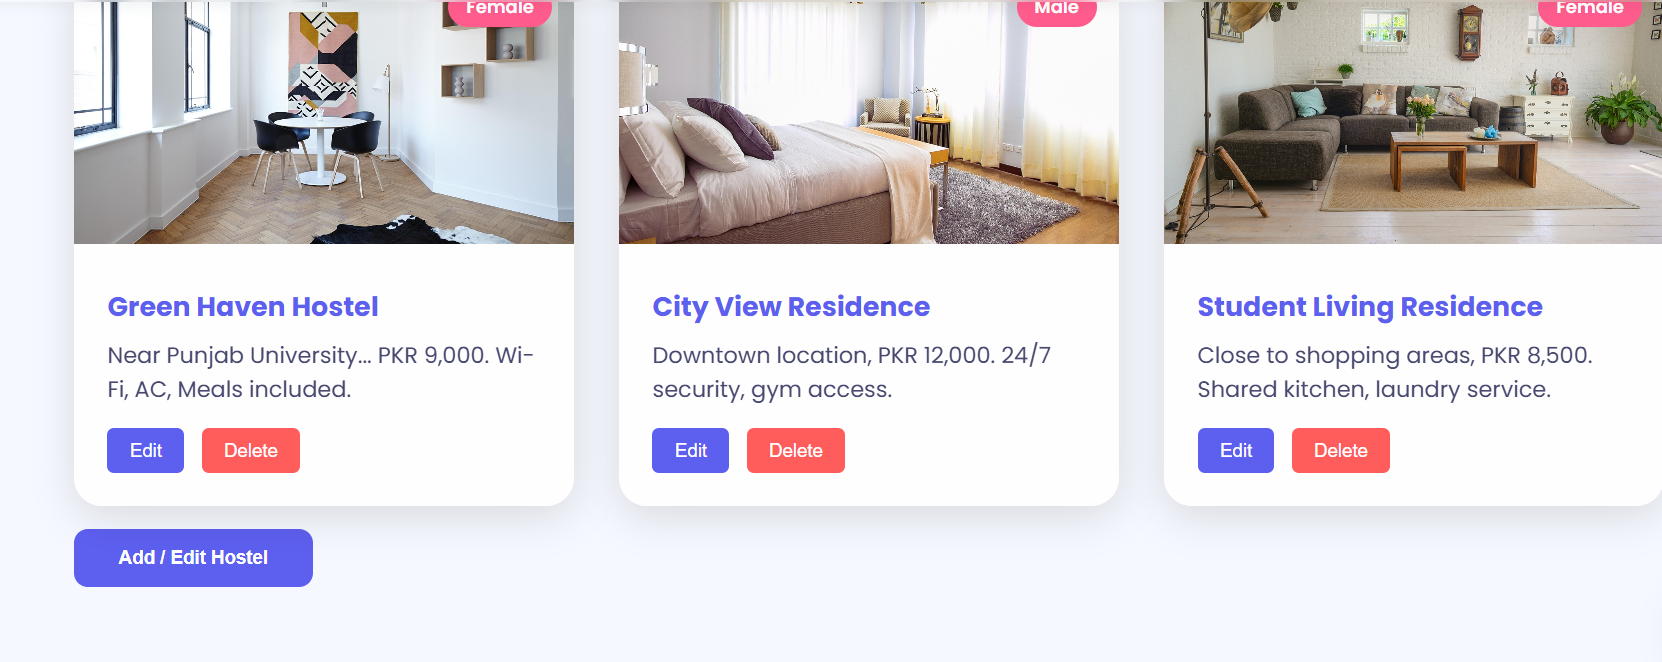 Female
Male
Female
Green Haven Hostel
Near Punjab University... PKR 9,000. Wi-
Fi, AC, Meals included.
Edit
Delete
City View Residence
Downtown location, PKR 12,000. 24/7
security, gym access.
Edit
Delete
Student Living Residence
Close to shopping areas, PKR 8,500.
Shared kitchen, laundry service.
Edit
Delete
Add / Edit Hostel